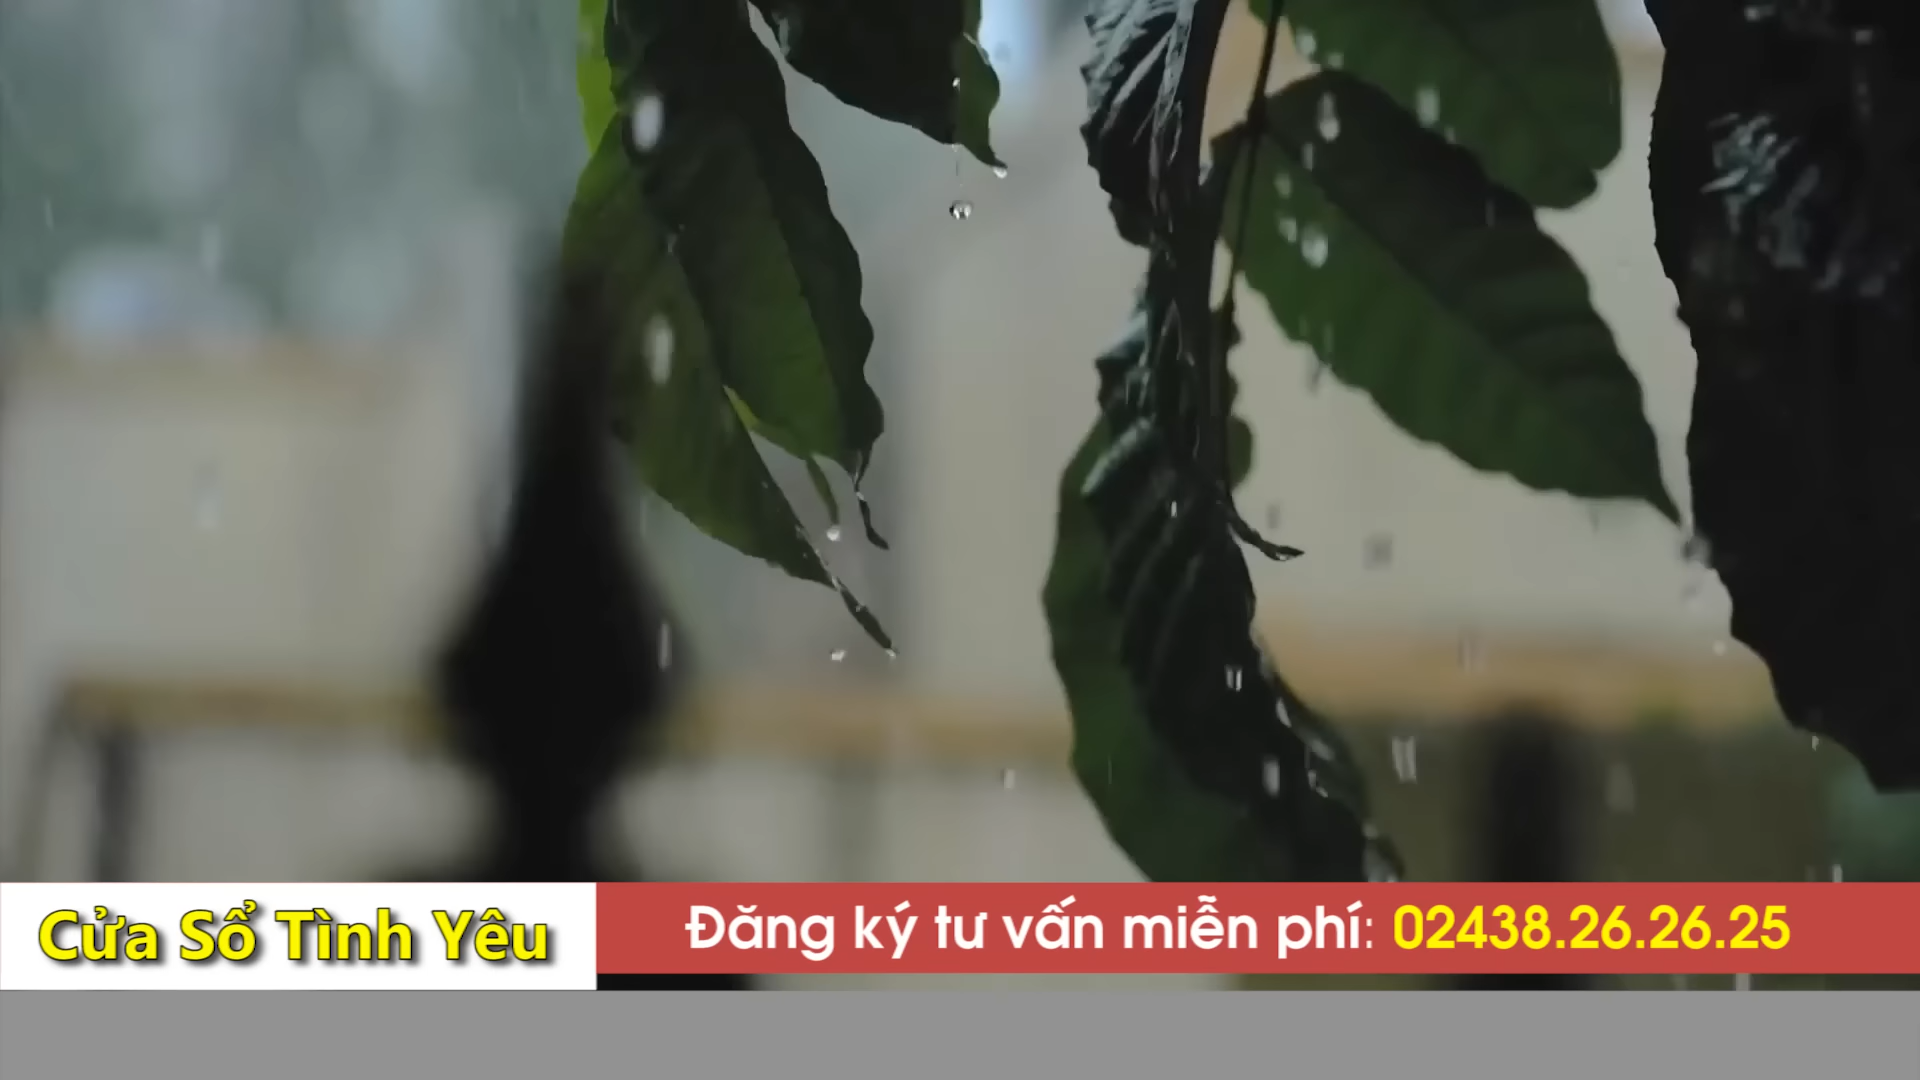 Cửa Sổ Tình Yêu
Đăng ký tư vấn miễn phí: 02438.26.26.25